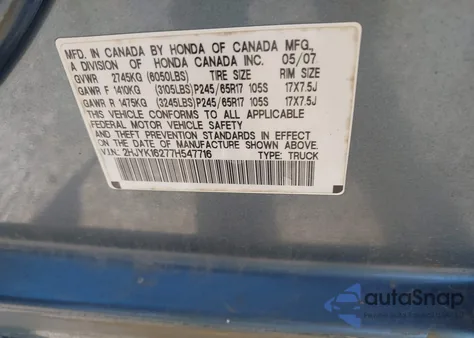 MFD. IN CANADA BY HONDA OF CANADA MFG.,
A DIVISION OF HONDA CANADA INC. 05/07
GVWR 2745KG (6050LBS) TIRE SIZE RIM SIZE
GAWR F 1410KG (3105LBS)P245/65R17 105S 17X7.5J
GAWR R 1475KG (3245LBS)P245/65R17 105S 17X7.5J
THIS VEHICLE CONFORMS TO ALL APPLICABLE
FEDERAL MOTOR VEHICLE SAFETY
AND THEFT PREVENTION STANDARDS IN EFFECT
ON THE DATE OF MANUFACTURE SHOWN ABOVE.
V.I.N.: 2HJYK16277H547716 TYPE: TRUCK
autoSnap